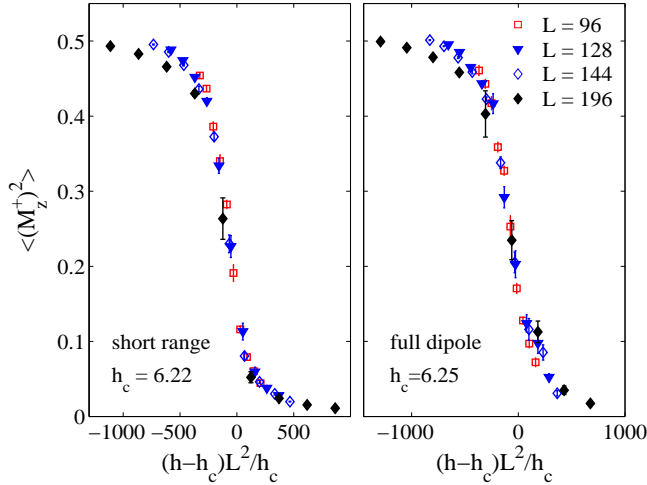 <(M_z^+)^2>
0.5
0.4
0.3
0.2
0.1
0
short range
h_c = 6.22
−1000 −500 0 500
(h−h_c)L^2/h_c
L = 96
L = 128
L = 144
L = 196
full dipole
h_c=6.25
−1000 0 1000
(h−h_c)L^2/h_c